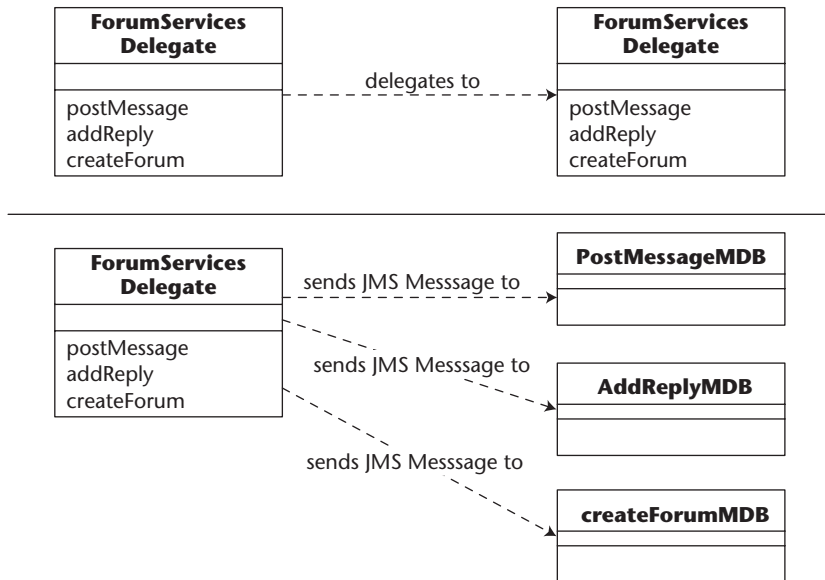 ForumServices
Delegate
postMessage
addReply
createForum
delegates to
ForumServices
Delegate
postMessage
addReply
createForum
ForumServices
Delegate
postMessage
addReply
createForum
sends JMS Messsage to
PostMessageMDB
sends JMS Messsage to
AddReplyMDB
sends JMS Messsage to
createForumMDB